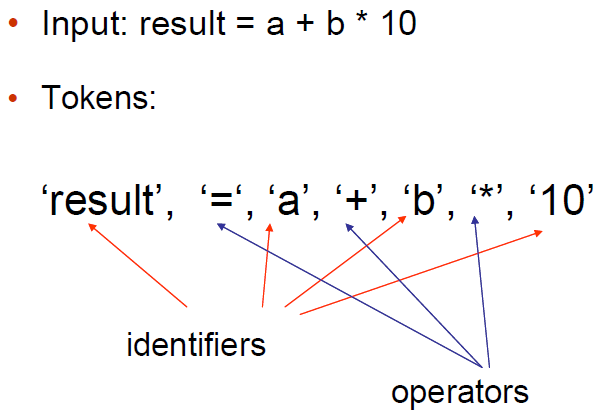 • Input: result = a + b * 10
• Tokens:
‘result’, ‘=‘, ‘a’, ‘+’, ‘b’, ‘*’, ‘10’
identifiers
operators